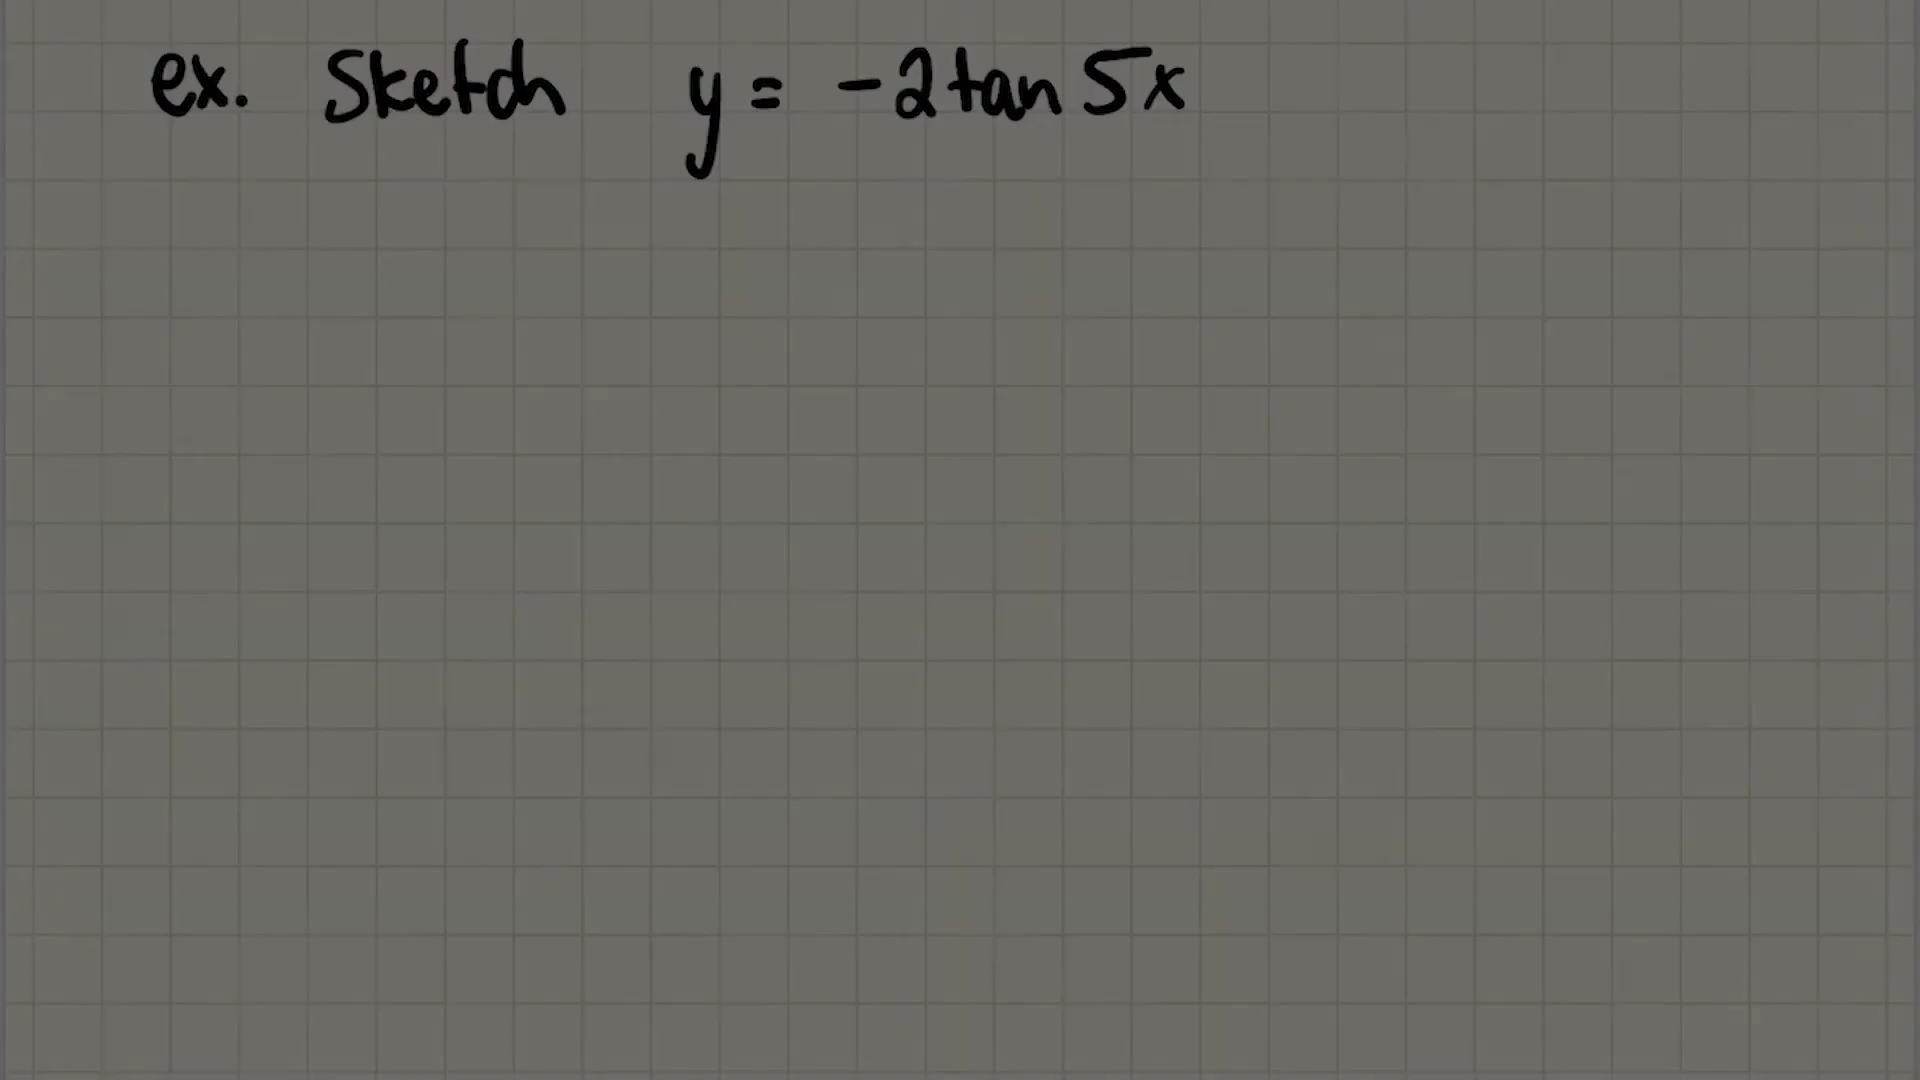 ex. Sketch y = -2tan 5x